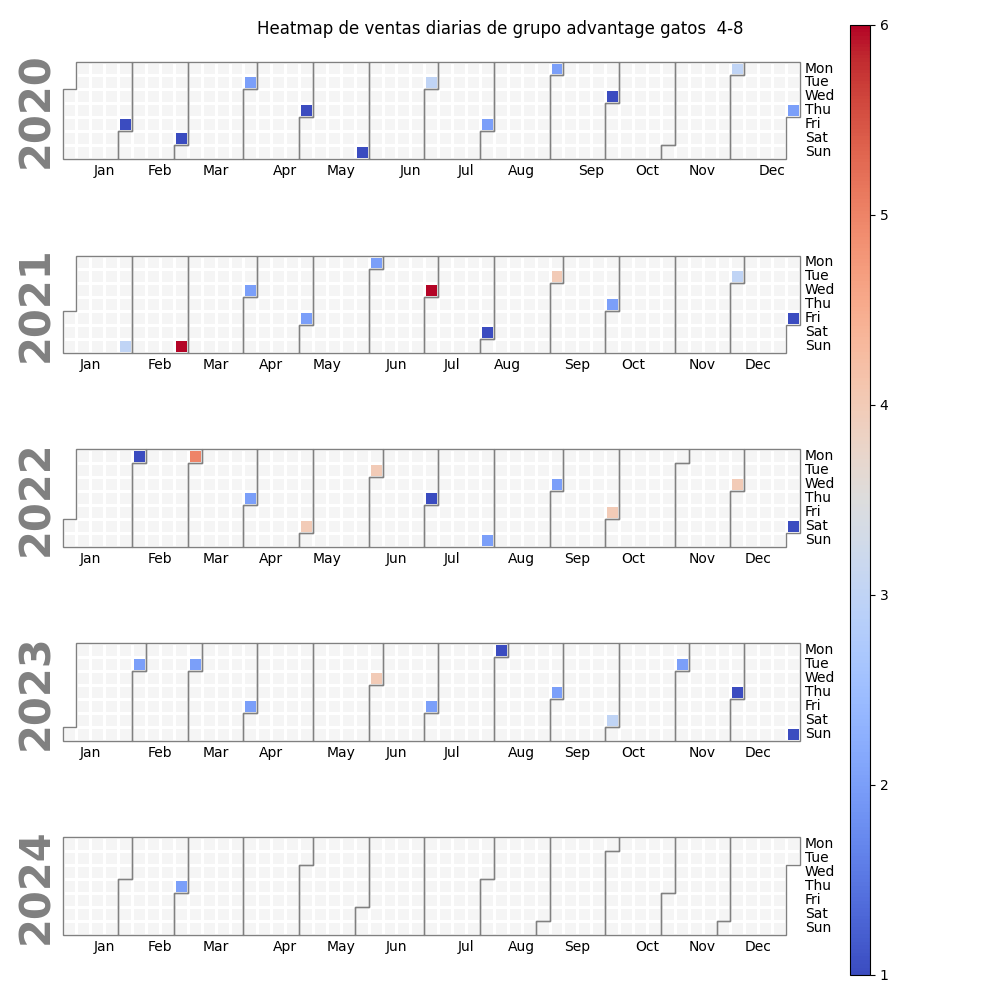 Heatmap de ventas diarias de grupo advantage gatos  4-8
2020
Mon
Tue
Wed
Thu
Fri
Sat
Sun
Jan Feb Mar Apr May Jun Jul Aug Sep Oct Nov Dec
2021
Mon
Tue
Wed
Thu
Fri
Sat
Sun
Jan Feb Mar Apr May Jun Jul Aug Sep Oct Nov Dec
2022
Mon
Tue
Wed
Thu
Fri
Sat
Sun
Jan Feb Mar Apr May Jun Jul Aug Sep Oct Nov Dec
2023
Mon
Tue
Wed
Thu
Fri
Sat
Sun
Jan Feb Mar Apr May Jun Jul Aug Sep Oct Nov Dec
2024
Mon
Tue
Wed
Thu
Fri
Sat
Sun
Jan Feb Mar Apr May Jun Jul Aug Sep Oct Nov Dec
6
5
4
3
2
1